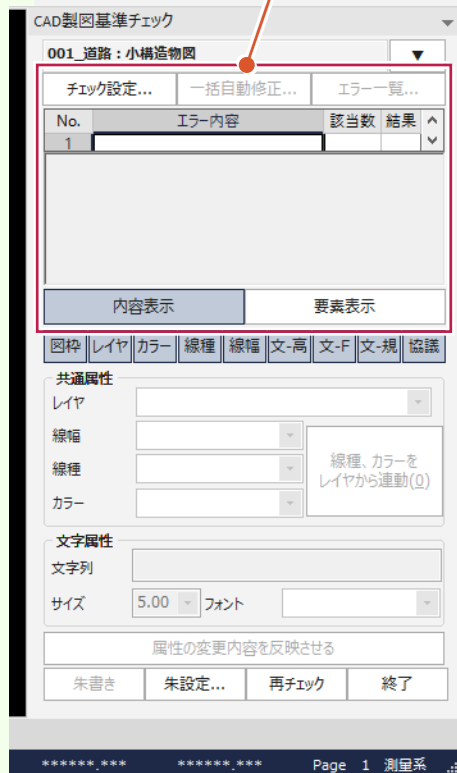 CAD製図基準チェック
001_道路：小構造物図 ▼
チェック設定... 一括自動修正... エラー一覧...
No. エラー内容 該当数 結果
1
内容表示 要素表示
図枠 レイヤ カラー 線種 線幅 文-高 文-F 文-規 協議
共通属性
レイヤ
線幅
線種
線種、カラーを
レイヤから連動(0)
カラー
文字属性
文字列
サイズ 5.00 フォント
属性の変更内容を反映させる
朱書き 朱設定... 再チェック 終了
******.*** ******.*** Page 1 測量系